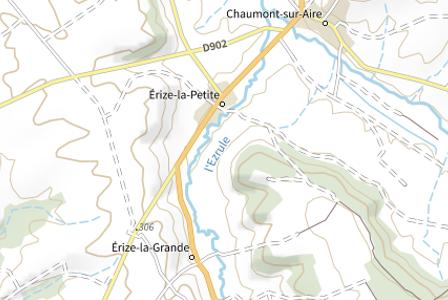 Chaumont-sur-Aire
D902
Érize-la-Petite
l'Ezrule
306
Érize-la-Grande